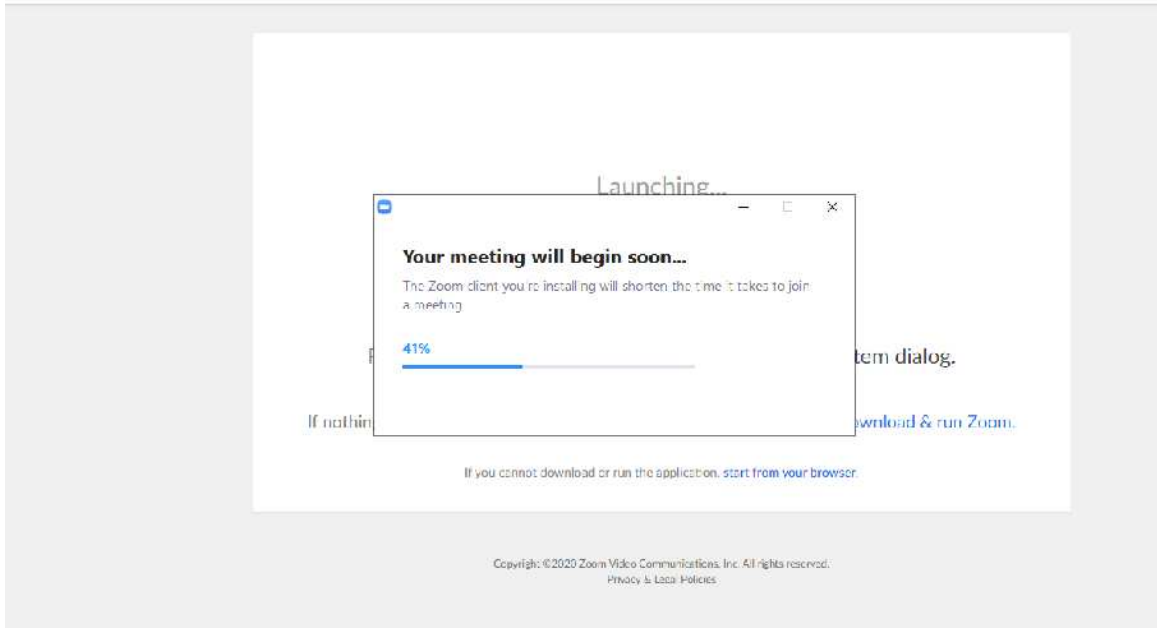 Launching...
Your meeting will begin soon...
The Zoom client you're installing will shorten the time it takes to join
a meeting
41%
tem dialog.
If nothin
ownload & run Zoom.
If you cannot download or run the application, start from your browser.
Copyright ©2020 Zoom Video Communications, Inc. All rights reserved.
Privacy & Legal Policies